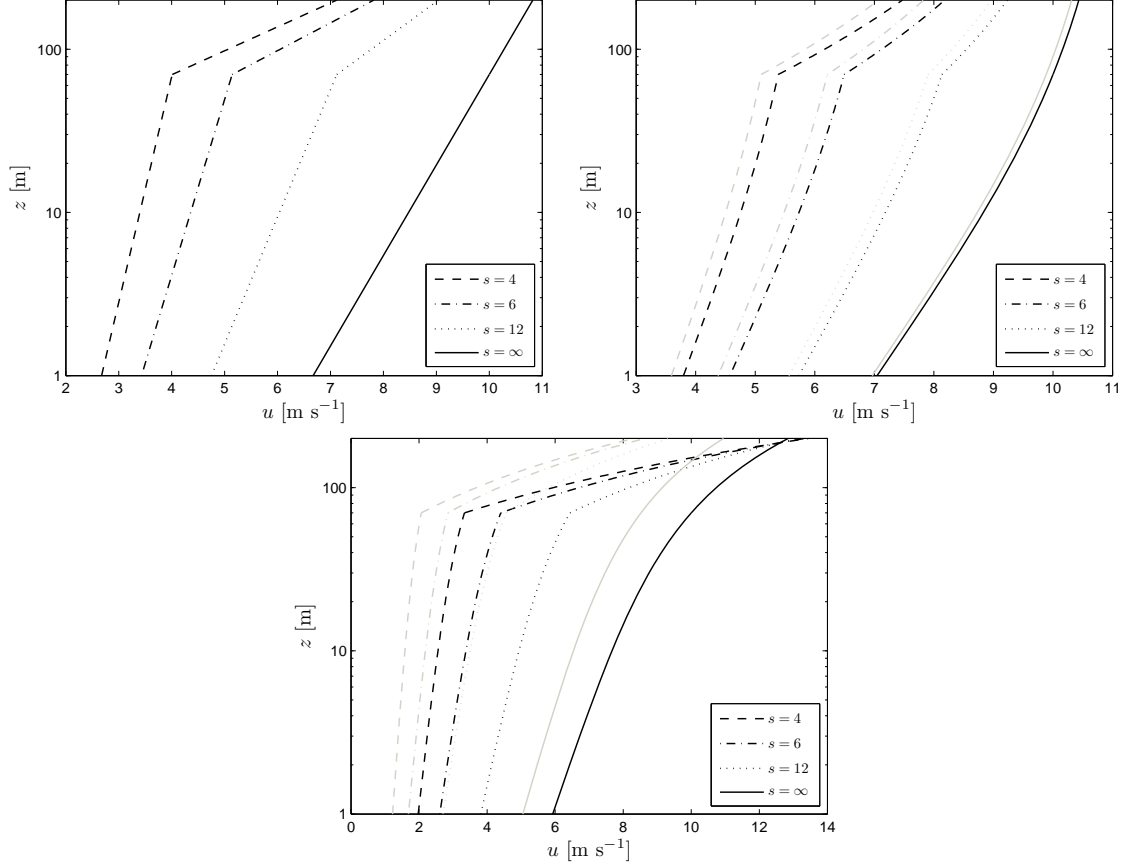 100
10
1
z [m]
2 3 4 5 6 7 8 9 10 11
u [m s⁻¹]
s = 4
s = 6
s = 12
s = ∞
100
10
1
z [m]
3 4 5 6 7 8 9 10 11
u [m s⁻¹]
s = 4
s = 6
s = 12
s = ∞
100
10
1
z [m]
0 2 4 6 8 10 12 14
u [m s⁻¹]
s = 4
s = 6
s = 12
s = ∞